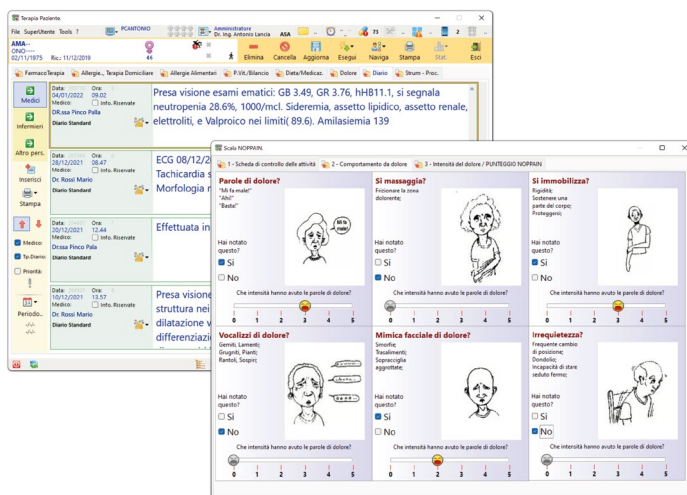 Terapia Paziente
File SuperUtente Tools ?
PCANTONIO
Amministratore
Dr. Ing. Antonio Lancia
ASA
73
2
AMA--
ONO----
02/11/1975 Ric.: 11/12/2019
46
Elimina Cancella Aggiorna Esegui Naviga Stampa Stat. Esci
FarmacoTerapia Allergie., Terapia Domiciliare Allergie Alimentari P.Vit./Bilancio Dieta/Medicaz. Dolore Diario Strum - Proc.
Medici
Infermieri
Altro pers.
Inserisci
Stampa
Medico:
Tp.Diario:
Priorità:
Periodo..
Data: Ora:
04/01/2022 09.02
Medico: Info. Riservate
DR.ssa Pinco Palla
Diario Standard
Presa visione esami ematici: GB 3.49, GR 3.76, hHB11.1, si segnala
neutropenia 28.6%, 1000/mcl. Sideremia, assetto lipidico, assetto renale,
elettroliti, e Valproico nei limiti( 89.6). Amilasiemia 139
Data: Ora:
28/12/2021 08.47
Medico: Info. Riservate
Dr. Rossi Mario
Diario Standard
ECG 08/12/2
Tachicardia s
Morfologia r
Data: Ora:
20/12/2021 12.44
Medico: Info. Riservate
Dr.ssa Pinco Pala
Diario Standard
Effettuata in
Data: Ora:
10/12/2021 13.57
Medico: Info. Riservate
Dr. Rossi Mario
Diario Standard
Presa visione
struttura nei
dilatazione v
differenziazio
Scala NOPPAIN.
1 - Scheda di controllo delle attività 2 - Comportamento da dolore 3 - Intensità del dolore / PUNTEGGIO NOPPAIN
Parole di dolore?
"Mi fa male!"
"Ahi!"
"Basta!"
Mi fa
male!
Hai notato
questo?
Si
No
Che intensità hanno avuto le parole di dolore?
0 1 2 3 4 5
Si massaggia?
Frizionare la zona
dolorente;
Hai notato
questo?
Si
No
Che intensità hanno avuto le parole di dolore?
0 1 2 3 4 5
Si immobilizza?
Rigidità;
Sostenere una
parte del corpo;
Proteggersi;
Hai notato
questo?
Si
No
Che intensità hanno avuto le parole di dolore?
0 1 2 3 4 5
Vocalizzi di dolore?
Gemiti, Lamenti;
Grugniti, Pianti;
Rantoli, Sospiri;
Hai notato
questo?
Si
No
Che intensità hanno avuto le parole di dolore?
0 1 2 3 4 5
Mimica facciale di dolore?
Smorfie;
Trasalimenti;
Sopracciglia
aggrottate;
Hai notato
questo?
Si
No
Che intensità hanno avuto le parole di dolore?
0 1 2 3 4 5
Irrequietezza?
Frequente cambio
di posizione;
Dondolio;
Incapacità di stare
seduto fermo;
Hai notato
questo?
Si
No
Che intensità hanno avuto le parole di dolore?
0 1 2 3 4 5